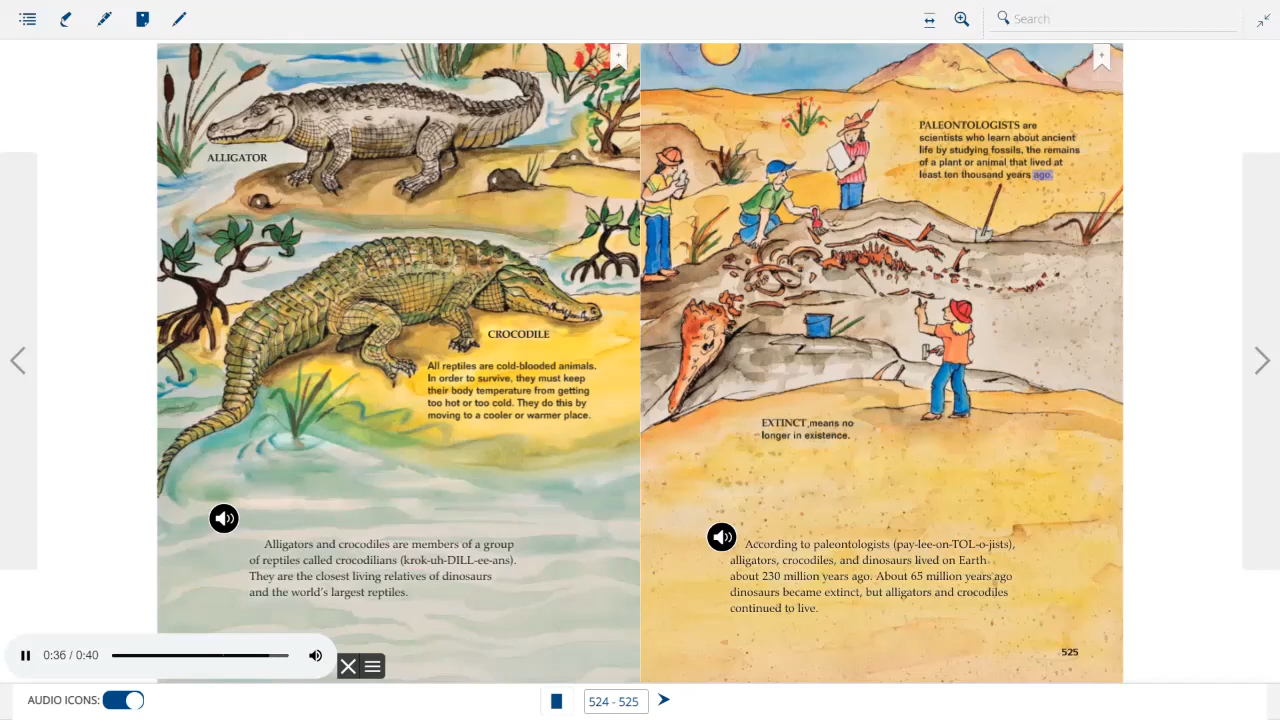 Search
ALLIGATOR
CROCODILE
All reptiles are cold-blooded animals.
In order to survive, they must keep
their body temperature from getting
too hot or too cold. They do this by
moving to a cooler or warmer place.
Alligators and crocodiles are members of a group
of reptiles called crocodilians (krok-uh-DILL-ee-ans).
They are the closest living relatives of dinosaurs
and the world's largest reptiles.
PALEONTOLOGISTS are
scientists who learn about ancient
life by studying fossils, the remains
of a plant or animal that lived at
least ten thousand years ago.
EXTINCT means no
longer in existence.
According to paleontologists (pay-lee-on-TOL-o-jists),
alligators, crocodiles, and dinosaurs lived on Earth
about 230 million years ago. About 65 million years ago
dinosaurs became extinct, but alligators and crocodiles
continued to live.
525
0:36 / 0:40
AUDIO ICONS:
524 - 525